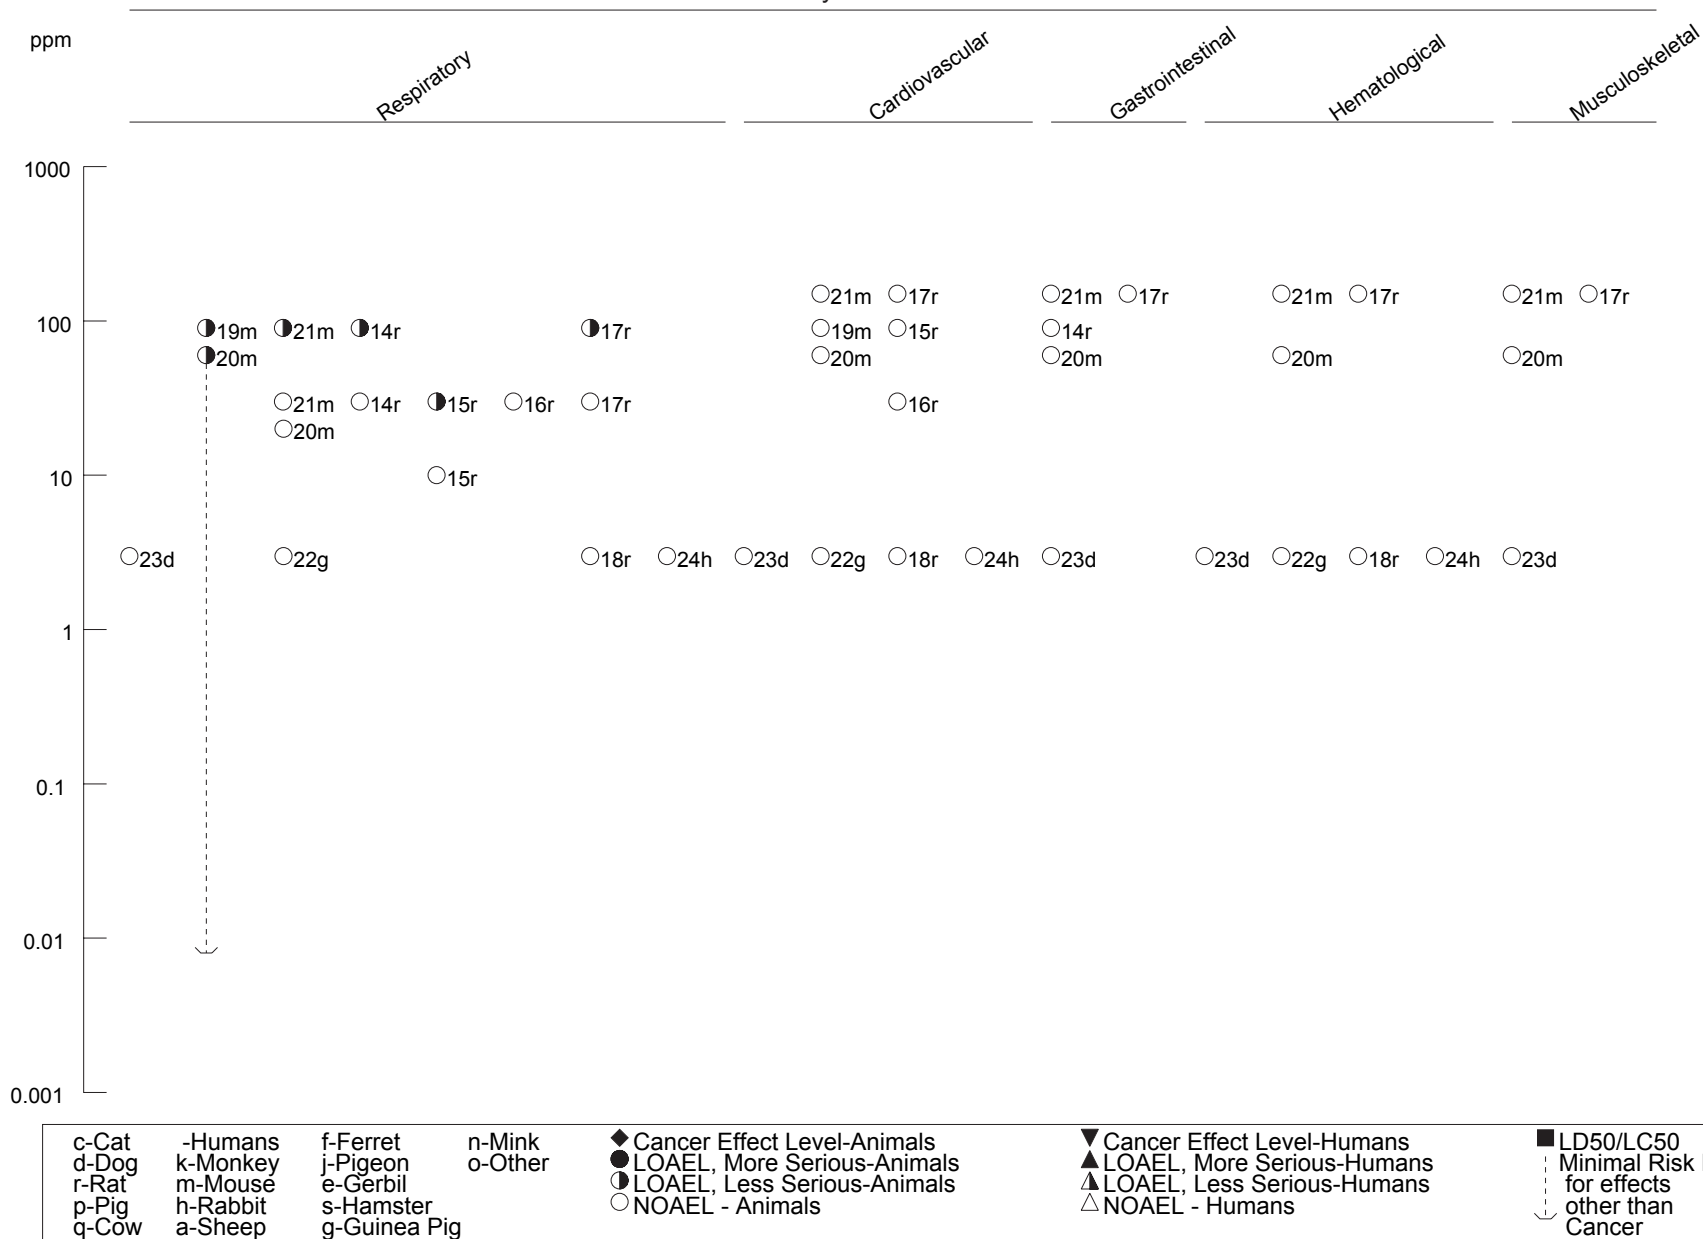 ppm
Respiratory
Cardiovascular
Gastrointestinal
Hematological
Musculoskeletal
1000
21m 17r 21m 17r 21m 17r 21m 17r
100
19m 21m 14r 17r 19m 15r 14r
20m 20m 20m 20m 20m
21m 14r 15r 16r 17r 16r
20m
10
15r
23d 22g 18r 24h 23d 22g 18r 24h 23d 23d 22g 18r 24h 23d
1
0.1
0.01
0.001
c-Cat -Humans f-Ferret n-Mink Cancer Effect Level-Animals Cancer Effect Level-Humans LD50/LC50
d-Dog k-Monkey j-Pigeon o-Other LOAEL, More Serious-Animals LOAEL, More Serious-Humans Minimal Risk
r-Rat m-Mouse e-Gerbil LOAEL, Less Serious-Animals LOAEL, Less Serious-Humans for effects
p-Pig h-Rabbit s-Hamster NOAEL - Animals NOAEL - Humans other than
q-Cow a-Sheep g-Guinea Pig Cancer